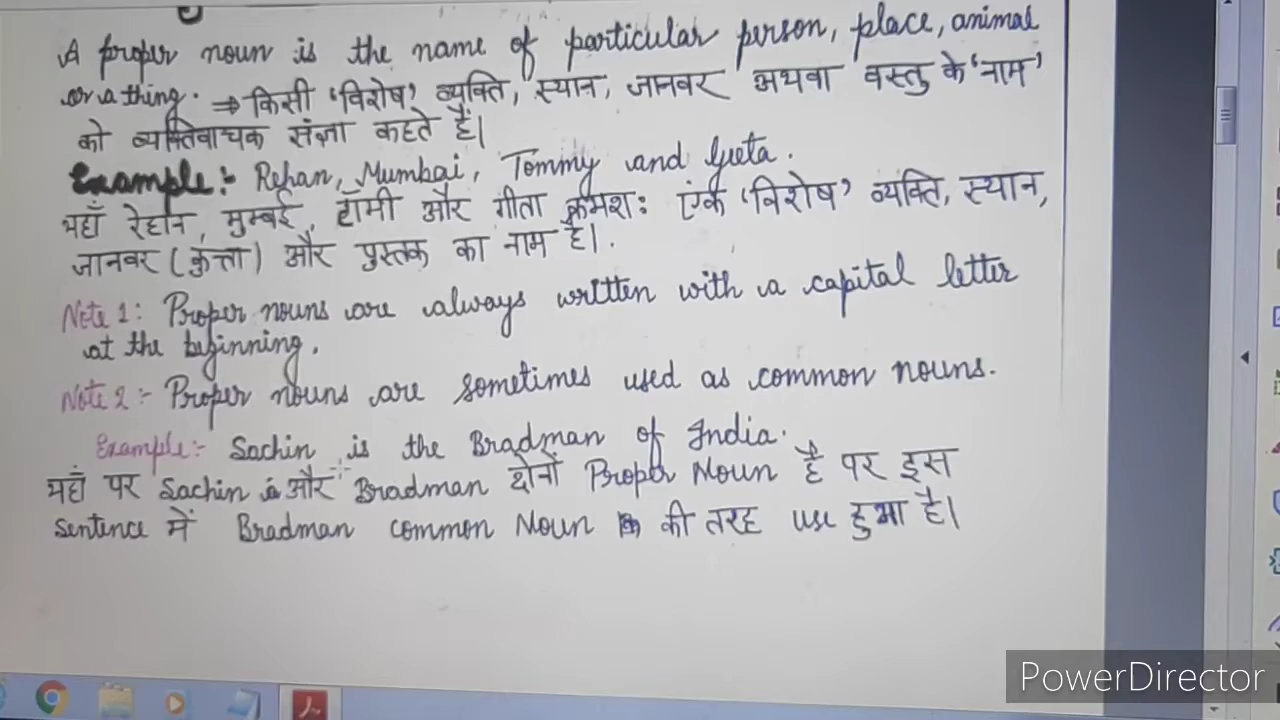 A proper noun is the name of particular person, place, animal
or a thing. ⇒ किसी 'विशेष' व्यक्ति, स्थान, जानवर अथवा वस्तु के 'नाम'
को व्यक्तिवाचक संज्ञा कहते हैं।
Example:- Rehan, Mumbai, Tommy and Geeta.
यहाँ रेहान, मुम्बई, टॉमी और गीता क्रमशः एक 'विशेष' व्यक्ति, स्थान,
जानवर (कुत्ता) और पुस्तक का नाम है।.
Note 1: Proper nouns are always written with a capital letter
at the beginning.
Note 2:- Proper nouns are sometimes used as common nouns.
Example:- Sachin is the Bradman of India.
यहाँ पर Sachin और Bradman दोनों Proper Noun है पर इस
sentence में Bradman common Noun की तरह use हुआ है।
PowerDirector